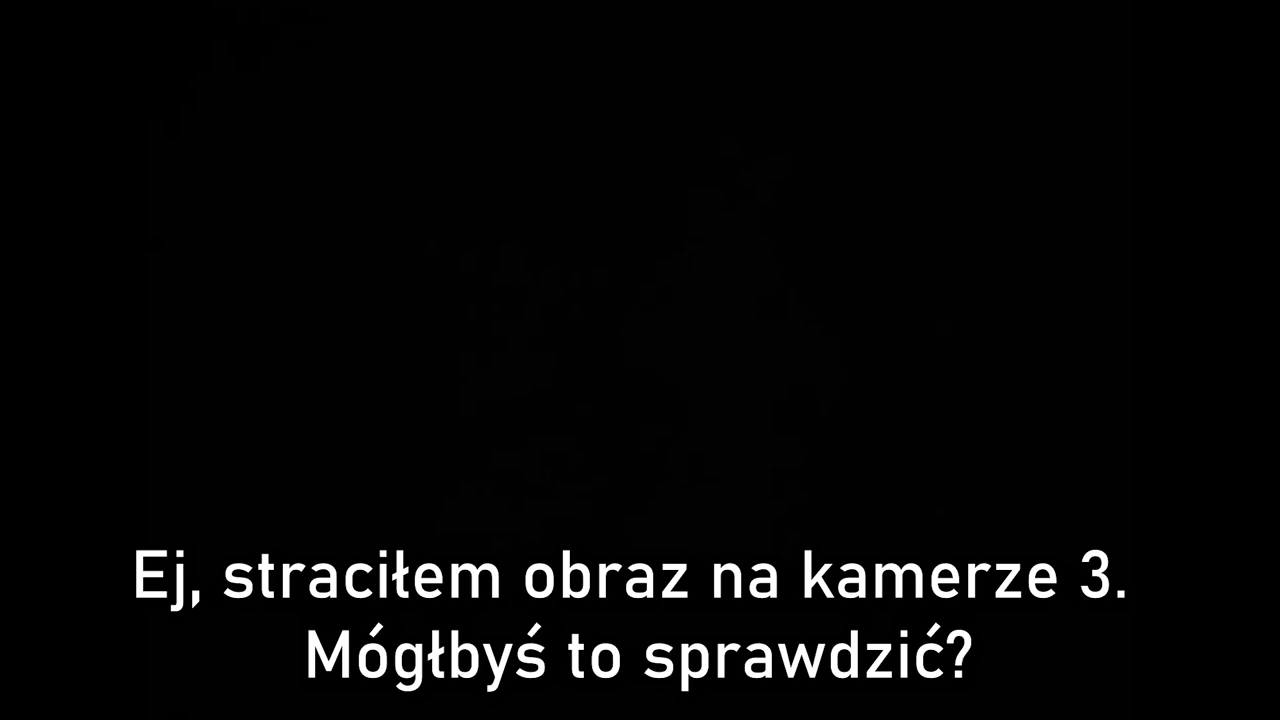 Ej, straciłem obraz na kamerze 3.
Mógłbyś to sprawdzić?